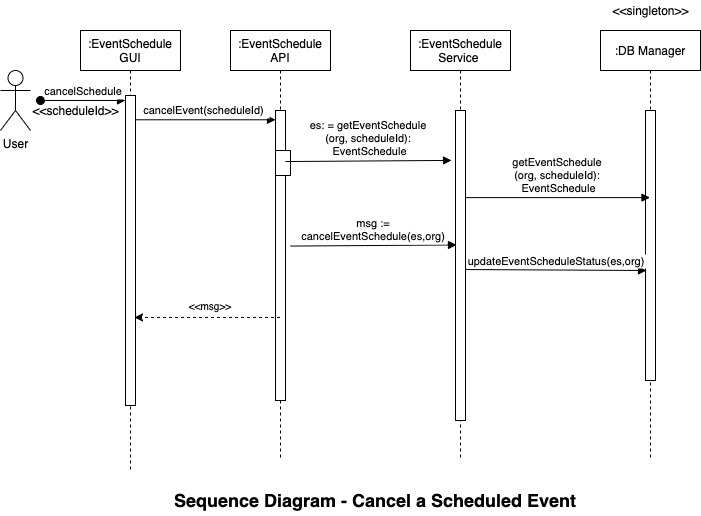 <<singleton>>
:EventSchedule
GUI
:EventSchedule
API
:EventSchedule
Service
:DB Manager
cancelSchedule
<<scheduleId>>
User
cancelEvent(scheduleId)
es: = getEventSchedule
(org, scheduleId):
EventSchedule
getEventSchedule
(org, scheduleId):
EventSchedule
msg :=
cancelEventSchedule(es,org)
updateEventScheduleStatus(es,org)
<<msg>>
Sequence Diagram - Cancel a Scheduled Event